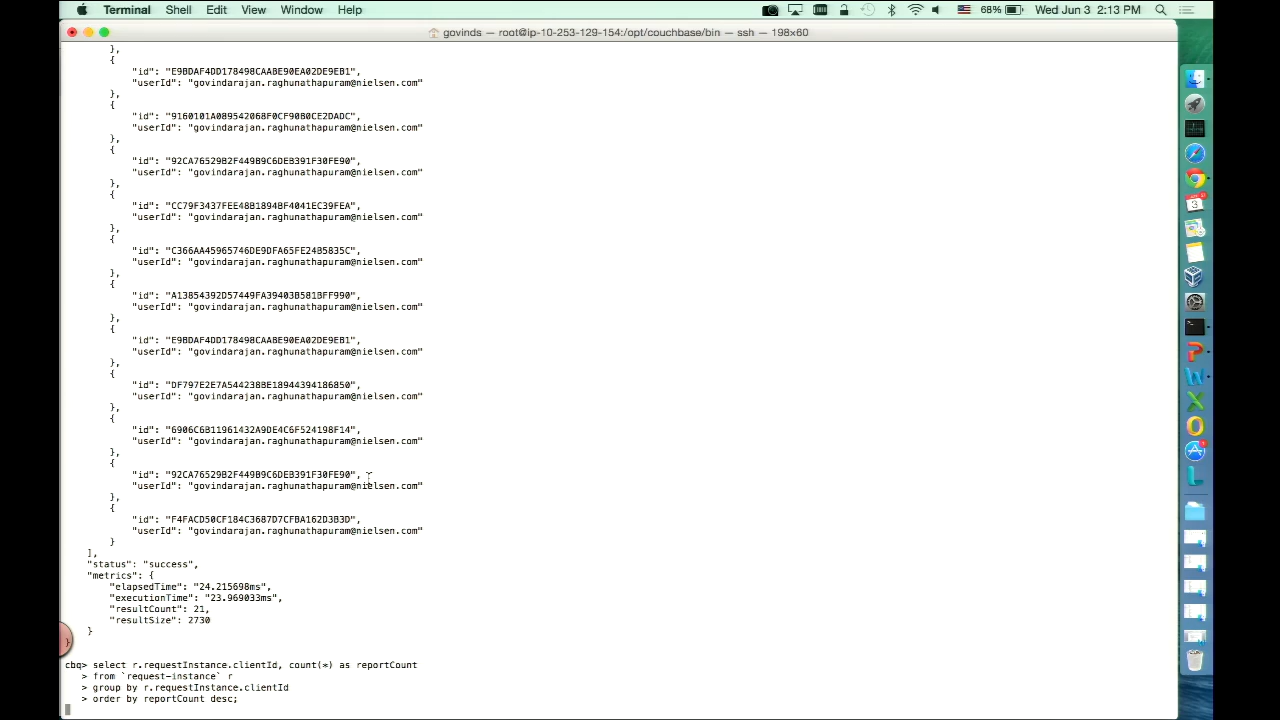 Terminal Shell Edit View Window Help 68% Wed Jun 3 2:13 PM
govinds — root@ip-10-253-129-154:/opt/couchbase/bin — ssh — 198×60
},
{
"id": "E9BDAF4DD178498CAABE90EA02DE9EB1",
"userId": "govindarajan.raghunathapuram@nielsen.com"
},
{
"id": "9160101A089542068F0CF90B0CE2DADC",
"userId": "govindarajan.raghunathapuram@nielsen.com"
},
{
"id": "92CA76529B2F449B9C6DEB391F30FE90",
"userId": "govindarajan.raghunathapuram@nielsen.com"
},
{
"id": "CC79F3437FEE48B1894BF4041EC39FEA",
"userId": "govindarajan.raghunathapuram@nielsen.com"
},
{
"id": "C366AA45965746DE9DFA65FE24B5835C",
"userId": "govindarajan.raghunathapuram@nielsen.com"
},
{
"id": "A13854392D57449FA39403B581BFF990",
"userId": "govindarajan.raghunathapuram@nielsen.com"
},
{
"id": "E9BDAF4DD178498CAABE90EA02DE9EB1",
"userId": "govindarajan.raghunathapuram@nielsen.com"
},
{
"id": "DF797E2E7A544238BE18944394186850",
"userId": "govindarajan.raghunathapuram@nielsen.com"
},
{
"id": "6906C6B11961432A9DE4C6F524198F14",
"userId": "govindarajan.raghunathapuram@nielsen.com"
},
{
"id": "92CA76529B2F449B9C6DEB391F30FE90",
"userId": "govindarajan.raghunathapuram@nielsen.com"
},
{
"id": "F4FACD50CF184C3687D7CFBA162D3B3D",
"userId": "govindarajan.raghunathapuram@nielsen.com"
}
],
"status": "success",
"metrics": {
"elapsedTime": "24.215698ms",
"executionTime": "23.969033ms",
"resultCount": 21,
"resultSize": 2730
}
}
cbq> select r.requestInstance.clientId, count(*) as reportCount
> from `request-instance` r
> group by r.requestInstance.clientId
> order by reportCount desc;